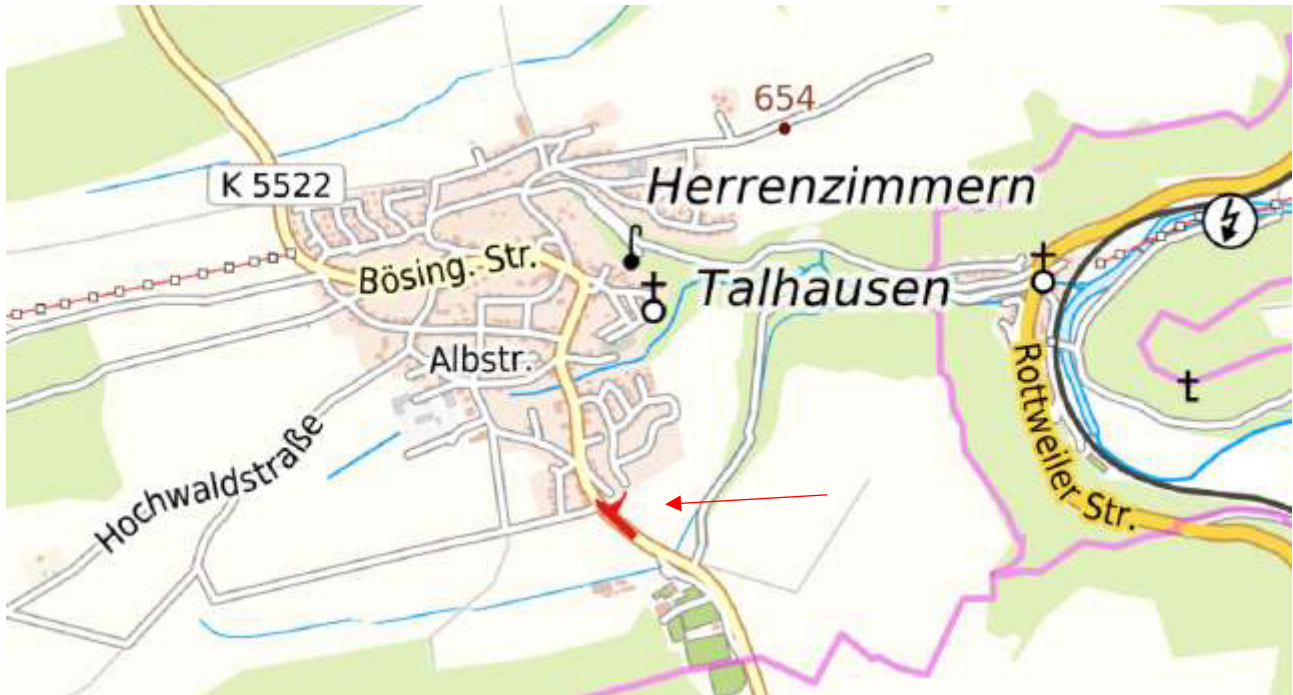 654
K 5522
Herrenzimmern
Bösing. Str.
Talhausen
Albstr.
Rottweiler Str.
Hochwaldstraße